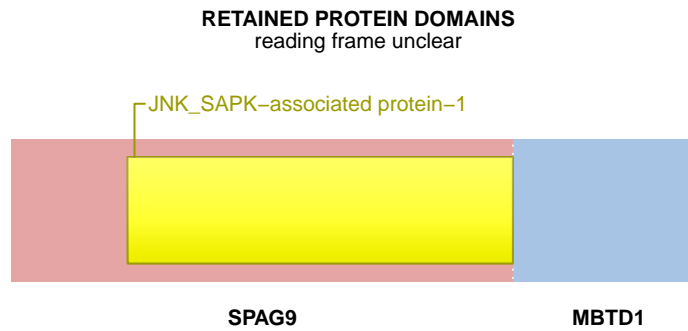 RETAINED PROTEIN DOMAINS
reading frame unclear
JNK_SAPK−associated protein−1
SPAG9 MBTD1